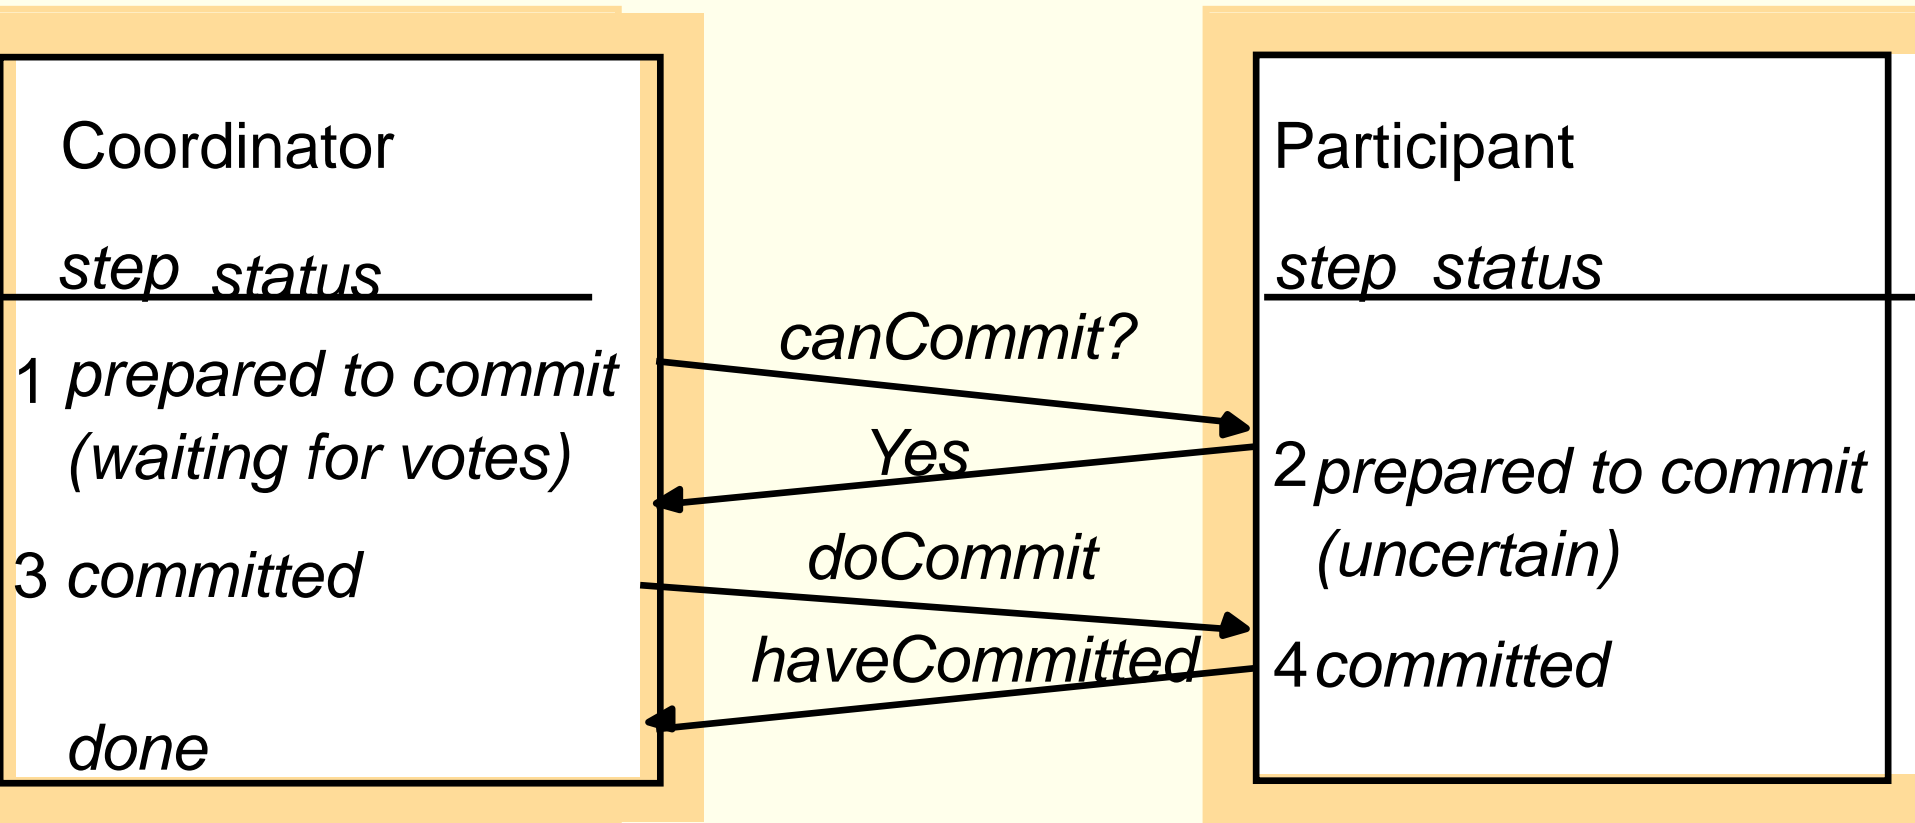 Coordinator
step status
1 prepared to commit
(waiting for votes)
3 committed
done
canCommit?
Yes
doCommit
haveCommitted
Participant
step status
2 prepared to commit
(uncertain)
4 committed